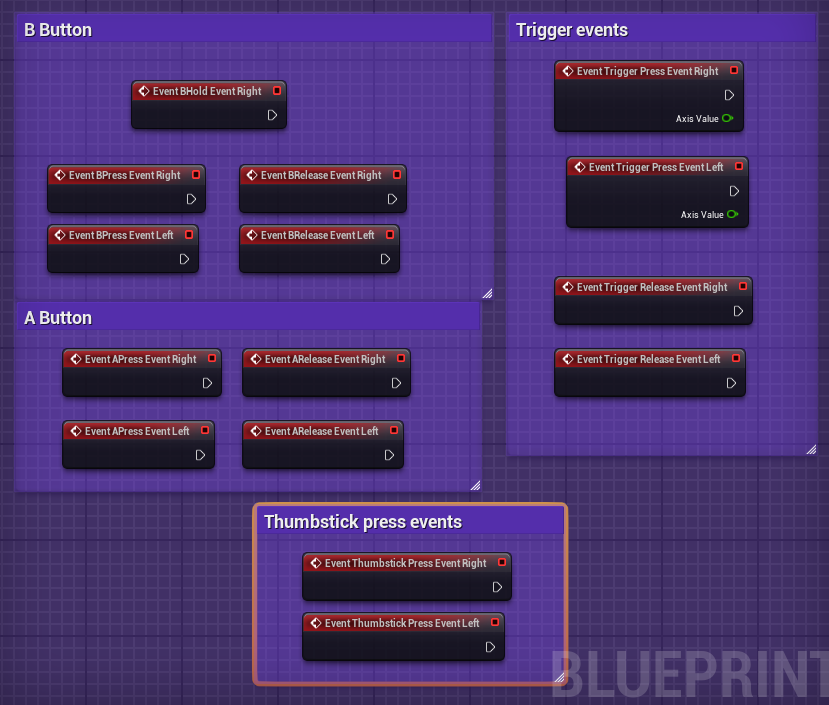 B Button
Event BHold Event Right
Event BPress Event Right
Event BRelease Event Right
Event BPress Event Left
Event BRelease Event Left
A Button
Event APress Event Right
Event ARelease Event Right
Event APress Event Left
Event ARelease Event Left
Trigger events
Event Trigger Press Event Right
Axis Value
Event Trigger Press Event Left
Axis Value
Event Trigger Release Event Right
Event Trigger Release Event Left
Thumbstick press events
Event Thumbstick Press Event Right
Event Thumbstick Press Event Left
BLUEPRINT